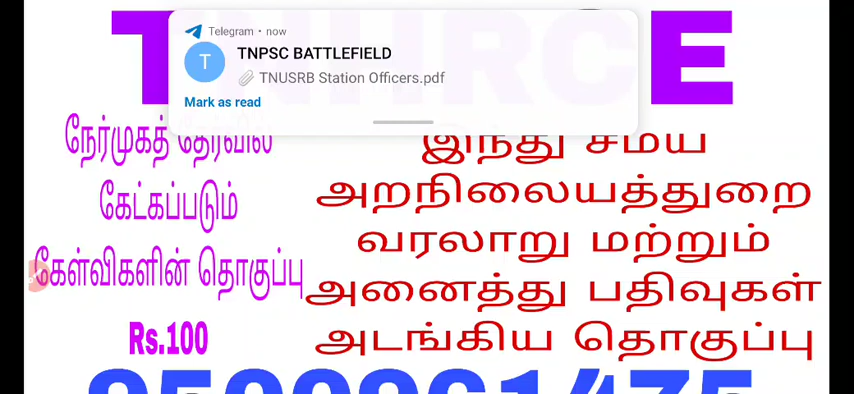 Telegram • now
T
TNPSC BATTLEFIELD
TNUSRB Station Officers.pdf
Mark as read
நேர்முகத் தேர்வில்
கேட்கப்படும்
கேள்விகளின் தொகுப்பு
Rs.100
இந்து சமய
அறநிலையத்துறை
வரலாறு மற்றும்
அனைத்து பதிவுகள்
அடங்கிய தொகுப்பு